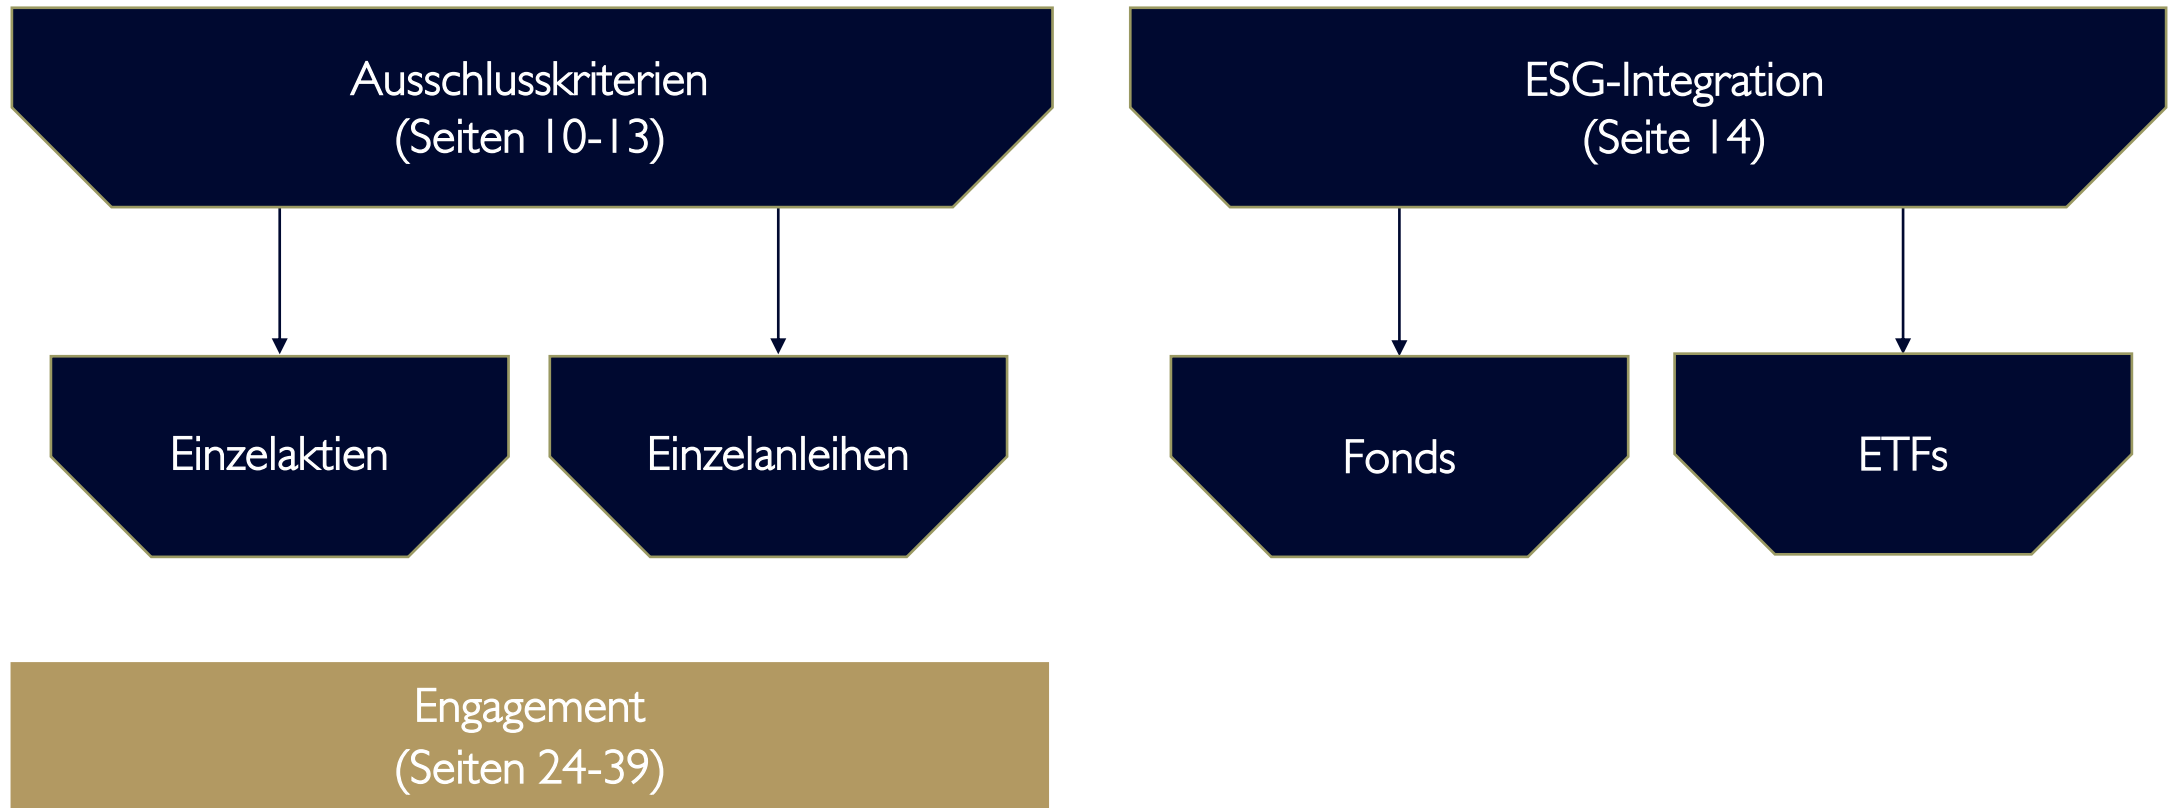 Ausschlusskriterien
(Seiten 10-13)
ESG-Integration
(Seite 14)
Einzelaktien
Einzelanleihen
Fonds
ETFs
Engagement
(Seiten 24-39)